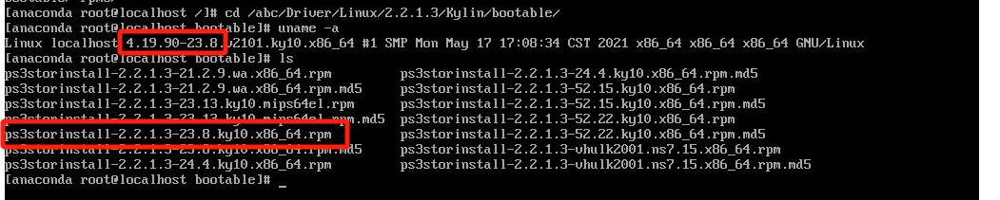 bootable/ rpms/
[anaconda root@localhost /]# cd /abc/Driver/Linux/2.2.1.3/Kylin/bootable/
[anaconda root@localhost bootable]# uname -a
Linux localhost 4.19.90-23.8.v2101.ky10.x86_64 #1 SMP Mon May 17 17:08:34 CST 2021 x86_64 x86_64 x86_64 GNU/Linux
[anaconda root@localhost bootable]# ls
ps3storinstall-2.2.1.3-21.2.9.wa.x86_64.rpm ps3storinstall-2.2.1.3-24.4.ky10.x86_64.rpm.md5
ps3storinstall-2.2.1.3-21.2.9.wa.x86_64.rpm.md5 ps3storinstall-2.2.1.3-52.15.ky10.x86_64.rpm
ps3storinstall-2.2.1.3-23.13.ky10.mips64el.rpm ps3storinstall-2.2.1.3-52.15.ky10.x86_64.rpm.md5
ps3storinstall-2.2.1.3-23.13.ky10.mips64el.rpm.md5 ps3storinstall-2.2.1.3-52.22.ky10.x86_64.rpm
ps3storinstall-2.2.1.3-23.8.ky10.x86_64.rpm ps3storinstall-2.2.1.3-52.22.ky10.x86_64.rpm.md5
ps3storinstall-2.2.1.3-23.8.ky10.x86_64.rpm.md5 ps3storinstall-2.2.1.3-vhulk2001.ns7.15.x86_64.rpm
ps3storinstall-2.2.1.3-24.4.ky10.x86_64.rpm ps3storinstall-2.2.1.3-vhulk2001.ns7.15.x86_64.rpm.md5
[anaconda root@localhost bootable]# _